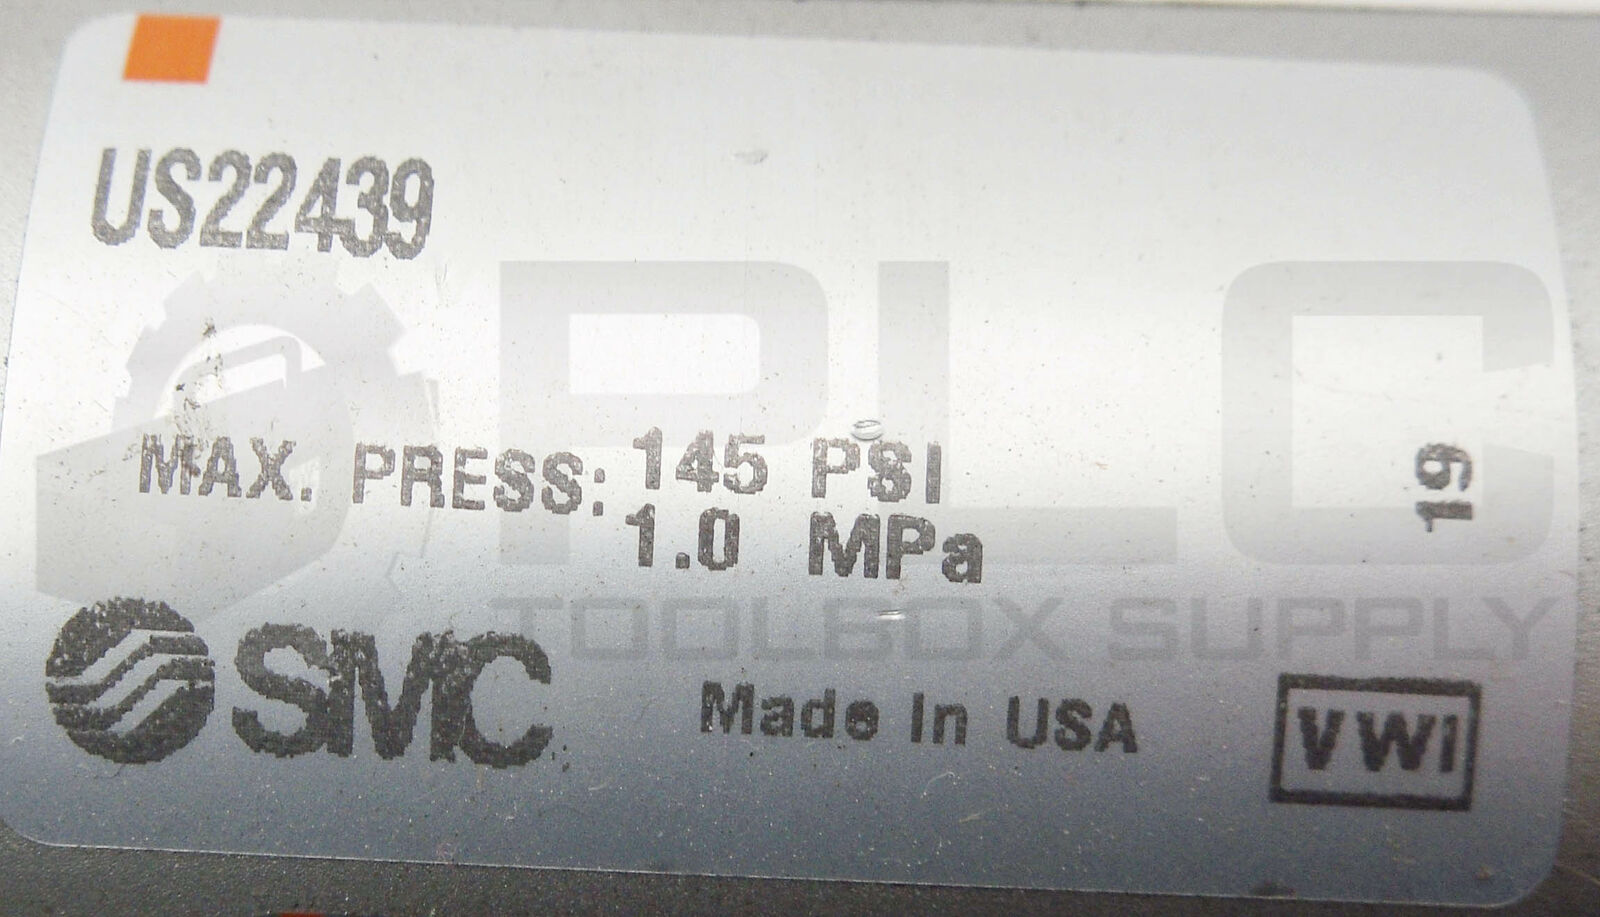 US22439
PLC
MAX. PRESS: 145 PSI
1.0 MPa
19
TOOLBOX SUPPLY
SMC
Made In USA
VWI